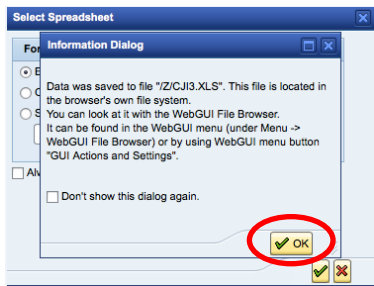 Select Spreadsheet
For
Information Dialog
Data was saved to file "/Z/CJI3.XLS". This file is located in
the browser's own file system.
You can look at it with the WebGUI File Browser.
It can be found in the WebGUI menu (under Menu ->
WebGUI File Browser) or by using WebGUI menu button
"GUI Actions and Settings".
Don't show this dialog again.
OK